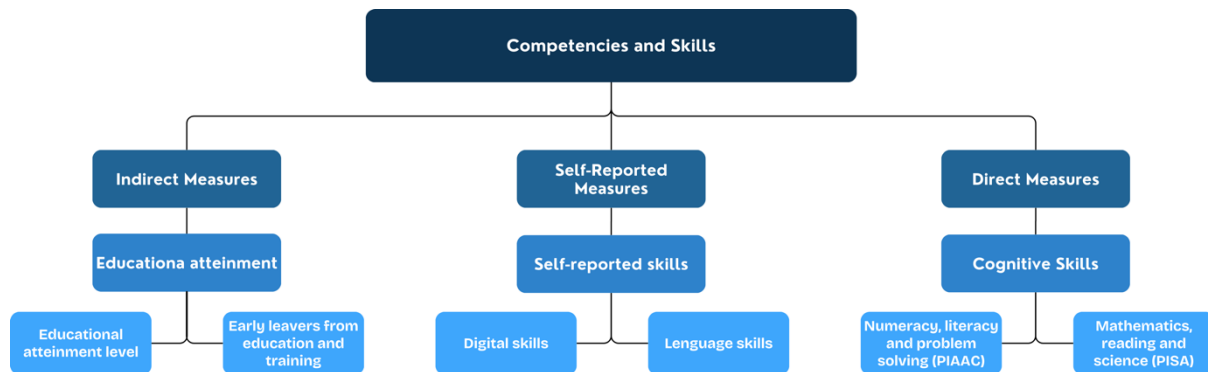 Competencies and Skills
Indirect Measures
Self-Reported
Measures
Direct Measures
Educationa atteinment
Self-reported skills
Cognitive Skills
Educational
atteinment level
Early leavers from
education and
training
Digital skills
Lenguage skills
Numeracy, literacy
and problem
solving (PIAAC)
Mathematics,
reading and
science (PISA)